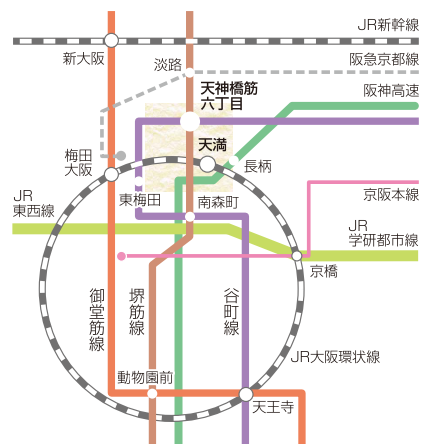 JR新幹線
新大阪
淡路
阪急京都線
天神橋筋
六丁目
阪神高速
天満
梅田
大阪
長柄
JR
東西線
東梅田
南森町
京阪本線
JR
学研都市線
京橋
御堂筋線
堺筋線
谷町線
JR大阪環状線
動物園前
天王寺